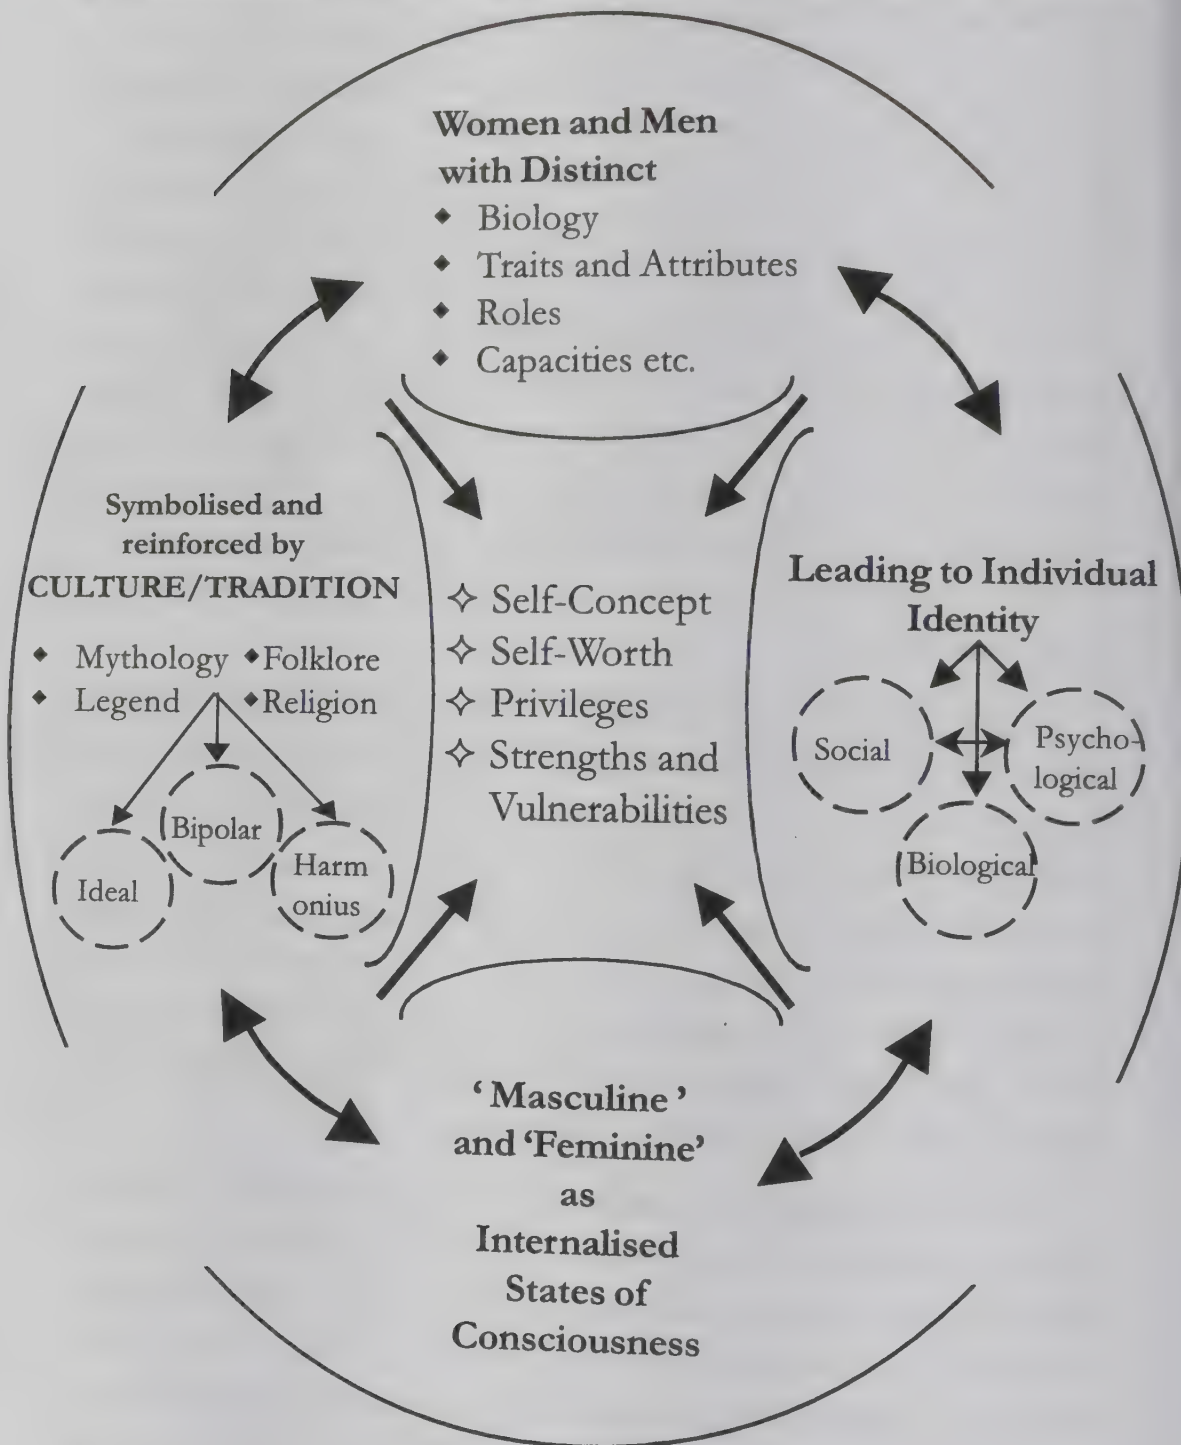 Women and Men
with Distinct
◆ Biology
◆ Traits and Attributes
◆ Roles
◆ Capacities etc.
Symbolised and
reinforced by
CULTURE/TRADITION
◆ Mythology ◆Folklore
◆ Legend ◆Religion
Ideal
Bipolar
Harm
onius
✧ Self-Concept
✧ Self-Worth
✧ Privileges
✧ Strengths and
Vulnerabilities
Leading to Individual
Identity
Social
Psycho-
logical
Biological
‘ Masculine ’
and ‘Feminine’
as
Internalised
States of
Consciousness